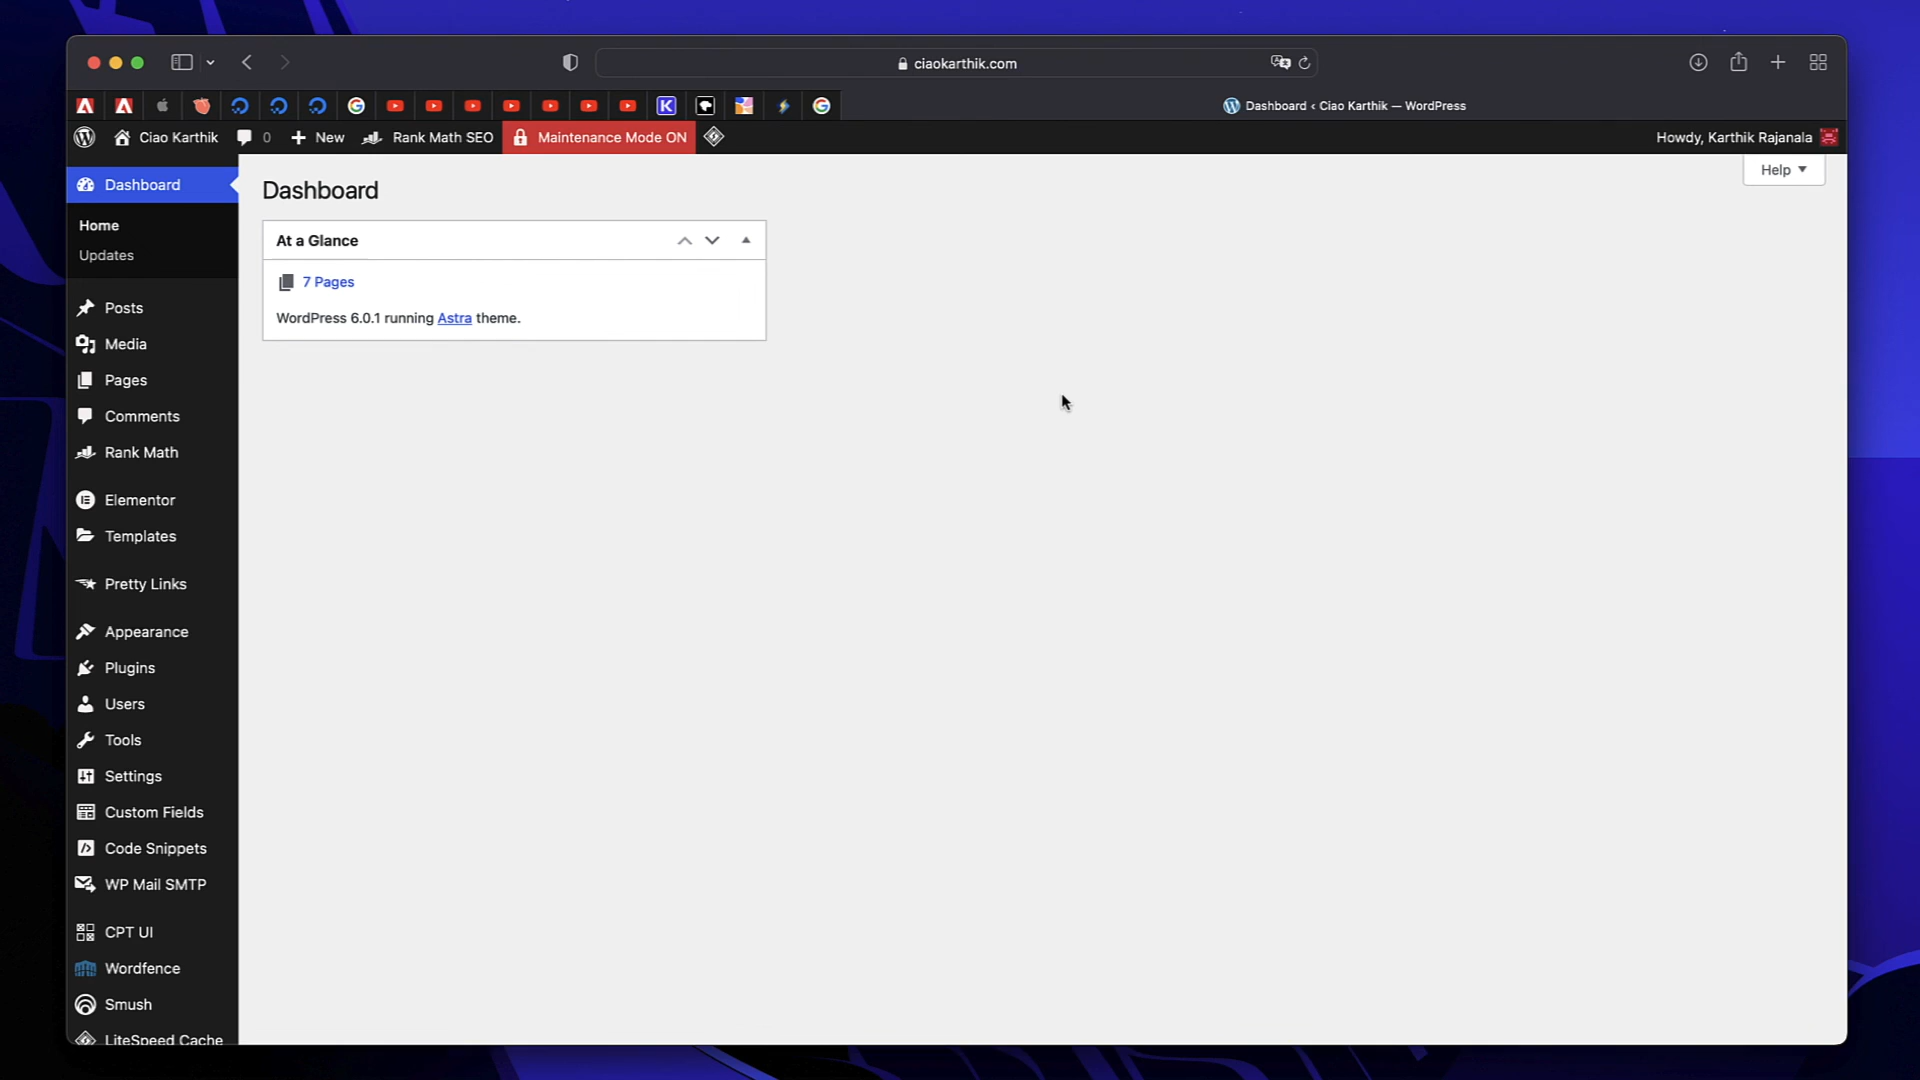 ciaokarthik.com
Dashboard < Ciao Karthik — WordPress
Ciao Karthik 0 New Rank Math SEO Maintenance Mode ON Howdy, Karthik Rajanala
Help
Dashboard
Home
Updates
Posts
Media
Pages
Comments
Rank Math
Elementor
Templates
Pretty Links
Appearance
Plugins
Users
Tools
Settings
Custom Fields
Code Snippets
WP Mail SMTP
CPT UI
Wordfence
Smush
LiteSpeed Cache
Dashboard
At a Glance
7 Pages
WordPress 6.0.1 running Astra theme.